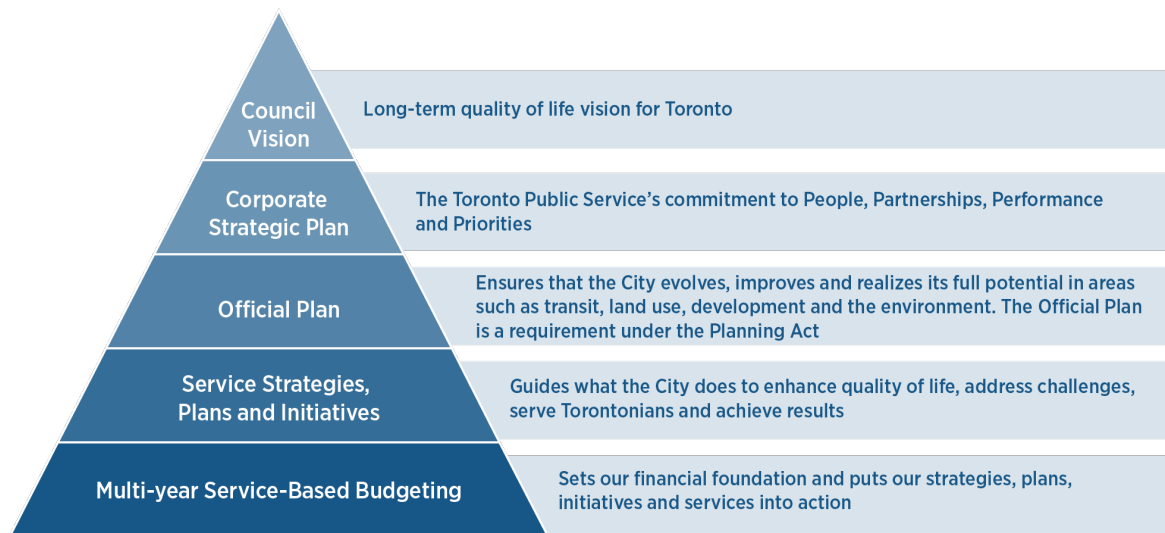 Council
Vision
Long-term quality of life vision for Toronto
Corporate
Strategic Plan
The Toronto Public Service’s commitment to People, Partnerships, Performance
and Priorities
Official Plan
Ensures that the City evolves, improves and realizes its full potential in areas
such as transit, land use, development and the environment. The Official Plan
is a requirement under the Planning Act
Service Strategies,
Plans and Initiatives
Guides what the City does to enhance quality of life, address challenges,
serve Torontonians and achieve results
Multi-year Service-Based Budgeting
Sets our financial foundation and puts our strategies, plans,
initiatives and services into action